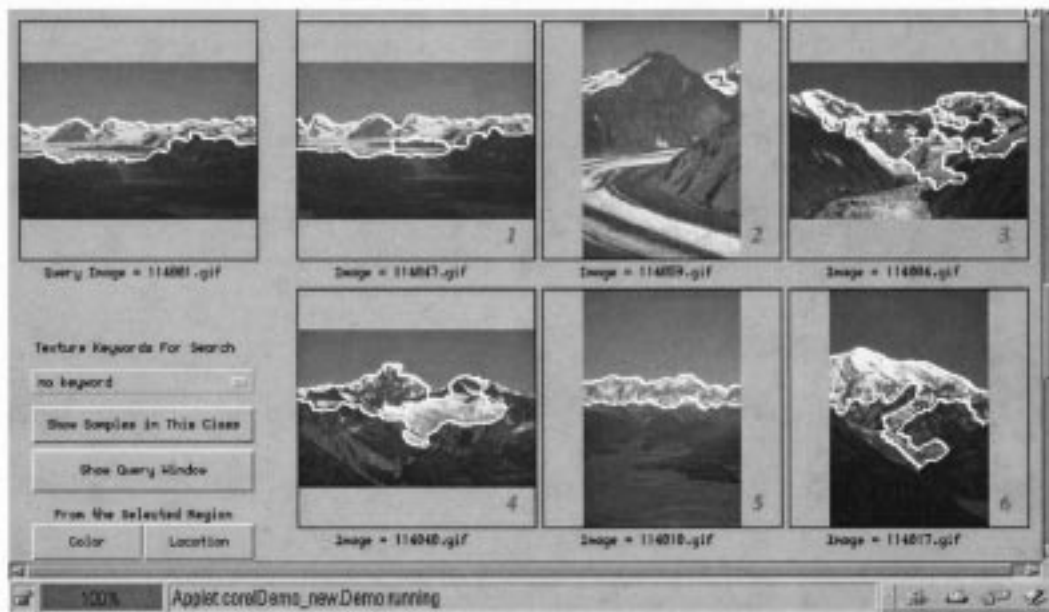 1
2
3
Query Image = 114001.gif
Image = 114047.gif
Image = 114009.gif
Image = 114006.gif
Texture Keywords For Search
no keyword
Show Samples in This Class
Show Query Window
From the Selected Region
Color
Location
4
5
6
Image = 114040.gif
Image = 114010.gif
Image = 114017.gif
100%
Applet corelDemo_new.Demo running